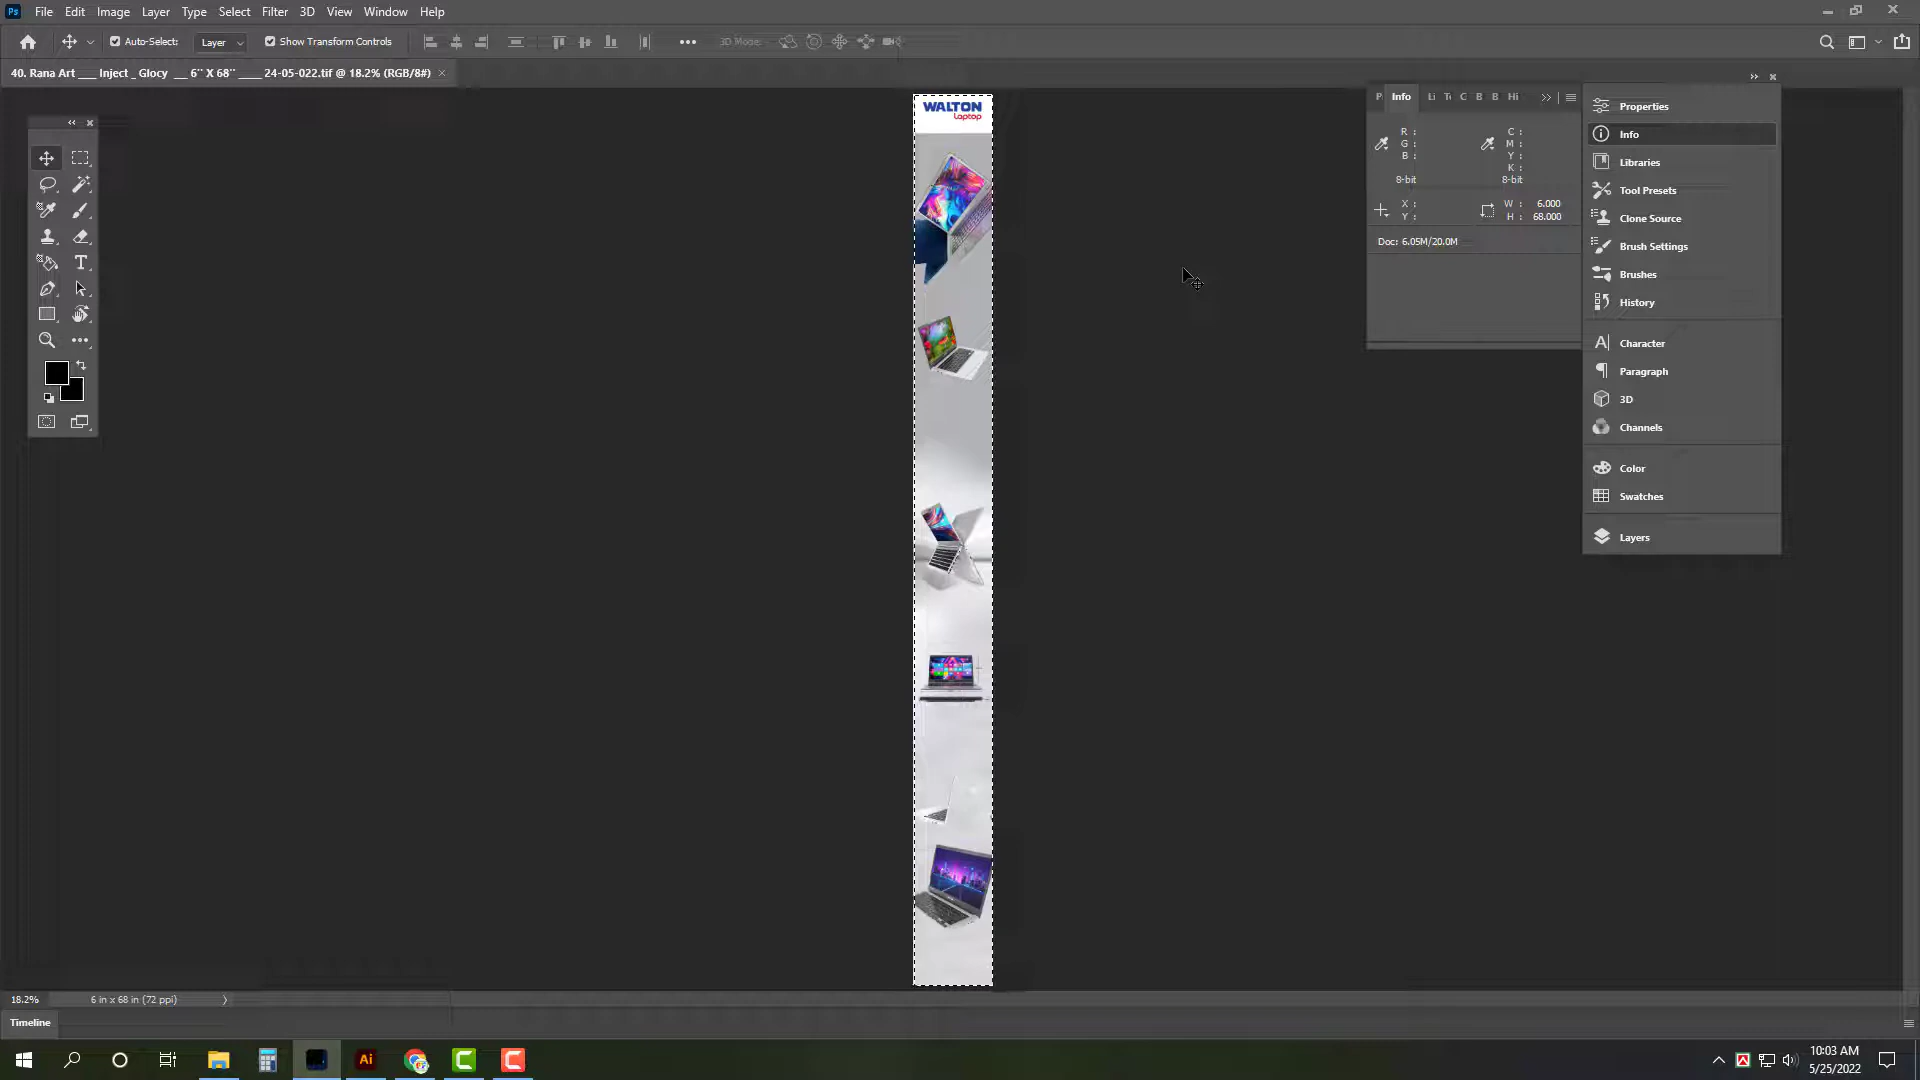 Ps File Edit Image Layer Type Select Filter 3D View Window Help
Auto-Select: Layer Show Transform Controls ••• 3D Mode:
40. Rana Art ___ Inject _ Glocy __ 6" X 68" ____ 24-05-022.tif @ 18.2% (RGB/8#) ×
WALTON
Laptop
P Info Li T C B B Hi
R :
G :
B :
8-bit
C :
M :
Y :
K :
8-bit
X :
Y :
W : 6.000
H : 68.000
Doc: 6.05M/20.0M
Properties
Info
Libraries
Tool Presets
Clone Source
Brush Settings
Brushes
History
Character
Paragraph
3D
Channels
Color
Swatches
Layers
18.2% 6 in x 68 in (72 ppi)
Timeline
Ai
10:03 AM
5/25/2022